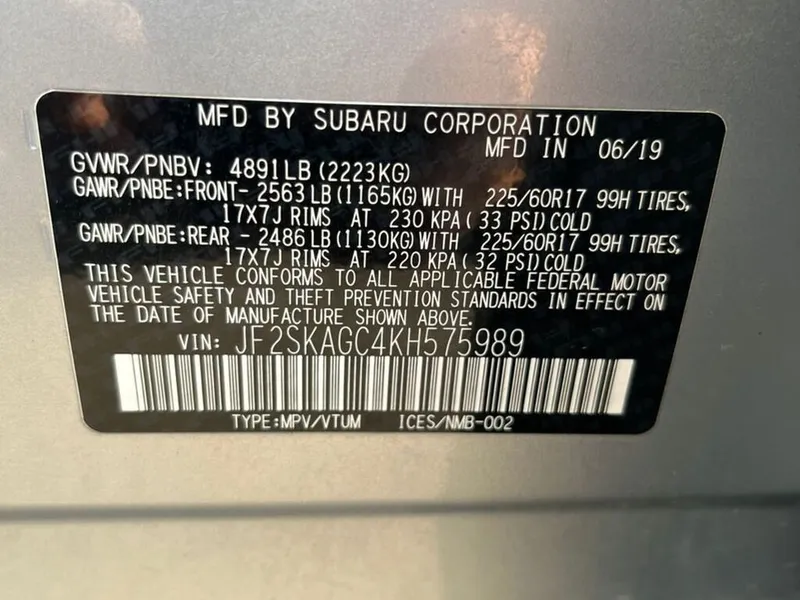 MFD BY SUBARU CORPORATION
MFD IN 06/19
GVWR/PNBV: 4891LB (2223KG)
GAWR/PNBE:FRONT- 2563LB (1165KG) WITH 225/60R17 99H TIRES,
17X7J RIMS AT 230 KPA ( 33 PSI) COLD
GAWR/PNBE:REAR - 2486LB (1130KG) WITH 225/60R17 99H TIRES,
17X7J RIMS AT 220 KPA ( 32 PSI) COLD
THIS VEHICLE CONFORMS TO ALL APPLICABLE FEDERAL MOTOR
VEHICLE SAFETY AND THEFT PREVENTION STANDARDS IN EFFECT ON
THE DATE OF MANUFACTURE SHOWN ABOVE.
VIN: JF2SKAGC4KH575989
TYPE:MPV/VTUM ICES/NMB-002